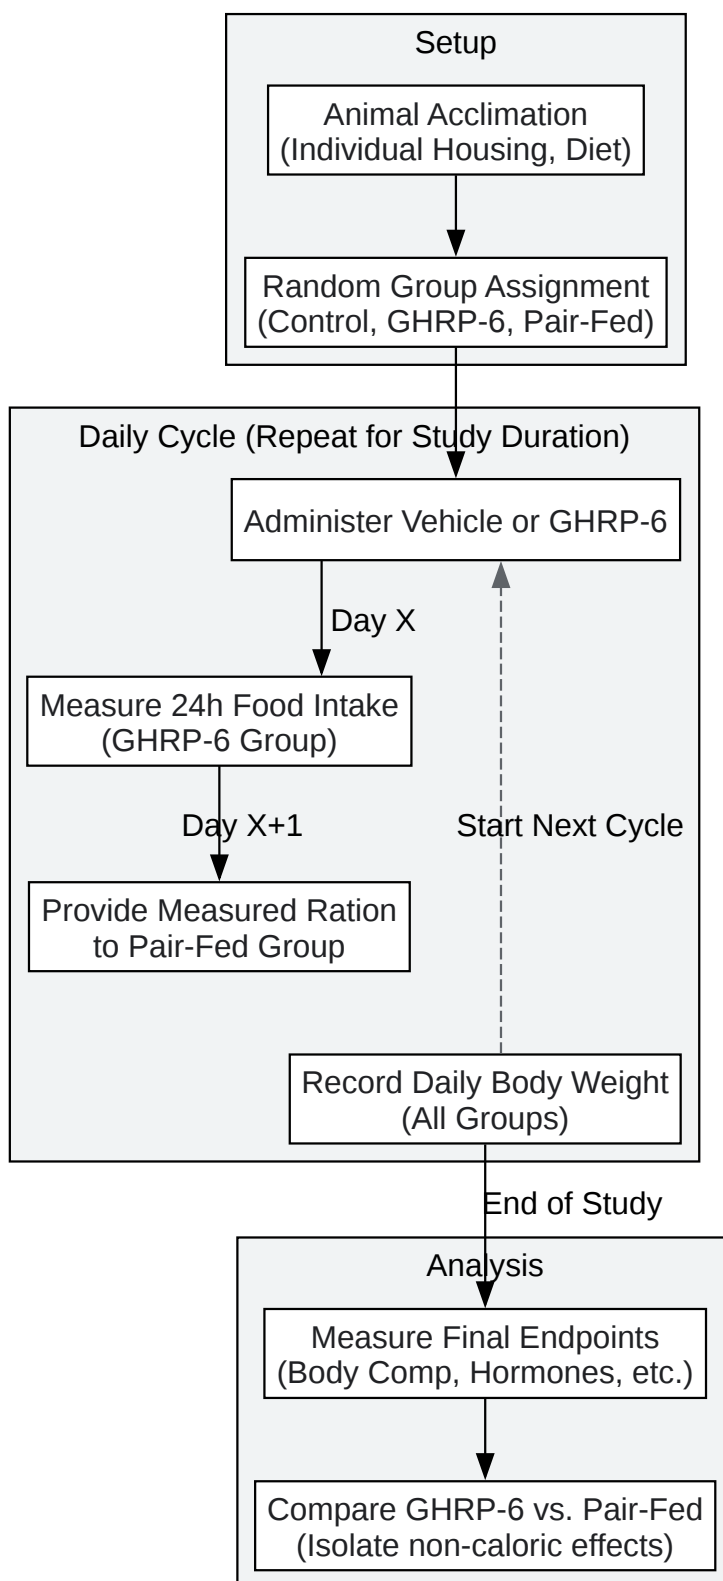 Setup
Animal Acclimation
(Individual Housing, Diet)
Random Group Assignment
(Control, GHRP-6, Pair-Fed)
Daily Cycle (Repeat for Study Duration)
Administer Vehicle or GHRP-6
Day X
Measure 24h Food Intake
(GHRP-6 Group)
Day X+1
Start Next Cycle
Provide Measured Ration
to Pair-Fed Group
Record Daily Body Weight
(All Groups)
End of Study
Analysis
Measure Final Endpoints
(Body Comp, Hormones, etc.)
Compare GHRP-6 vs. Pair-Fed
(Isolate non-caloric effects)